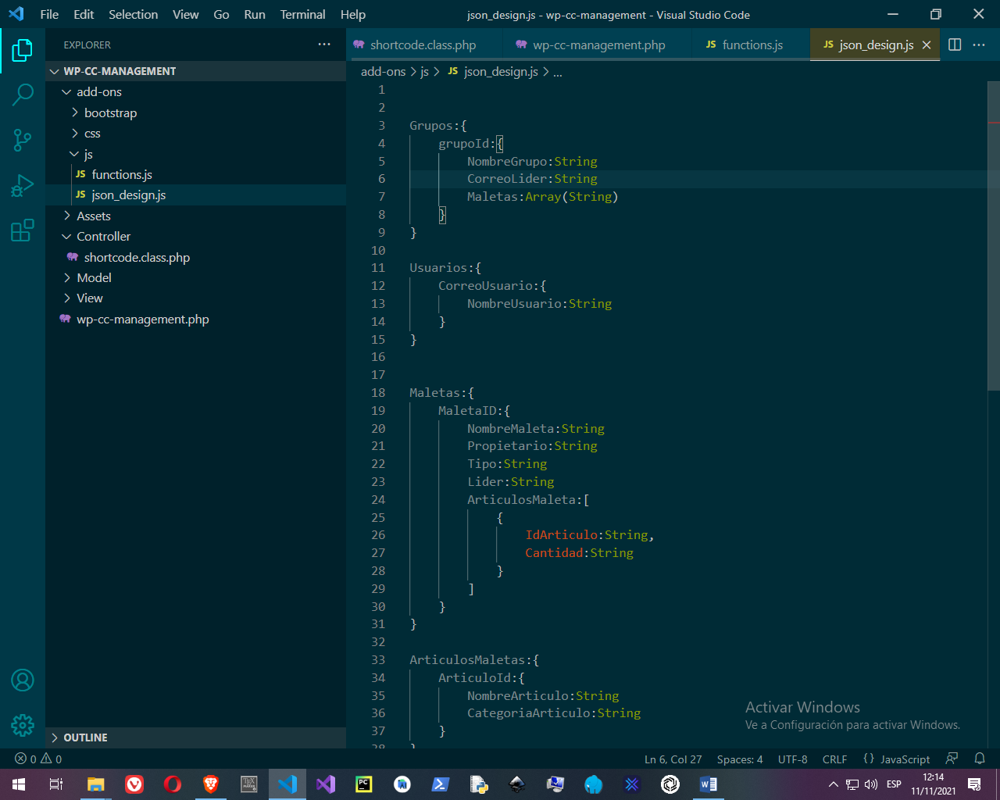 File Edit Selection View Go Run Terminal Help json_design.js - wp-cc-management - Visual Studio Code
EXPLORER
shortcode.class.php wp-cc-management.php JS functions.js JS json_design.js
WP-CC-MANAGEMENT
add-ons
bootstrap
css
js
JS functions.js
JS json_design.js
Assets
Controller
shortcode.class.php
Model
View
wp-cc-management.php
OUTLINE
add-ons > js > JS json_design.js > ...
1
2
3 Grupos:{
4 grupoId:{
5 NombreGrupo:String
6 CorreoLider:String
7 Maletas:Array(String)
8 }
9 }
10
11 Usuarios:{
12 CorreoUsuario:{
13 NombreUsuario:String
14 }
15 }
16
17
18 Maletas:{
19 MaletaID:{
20 NombreMaleta:String
21 Propietario:String
22 Tipo:String
23 Lider:String
24 ArticulosMaleta:[
25 {
26 IdArticulo:String,
27 Cantidad:String
28 }
29 ]
30 }
31 }
32
33 ArticulosMaletas:{
34 ArticuloId:{
35 NombreArticulo:String
36 CategoriaArticulo:String
37 }
38 }
Activar Windows
Ve a Configuración para activar Windows.
0 0 Ln 6, Col 27 Spaces: 4 UTF-8 CRLF {} JavaScript
PC ESP 12:14
11/11/2021